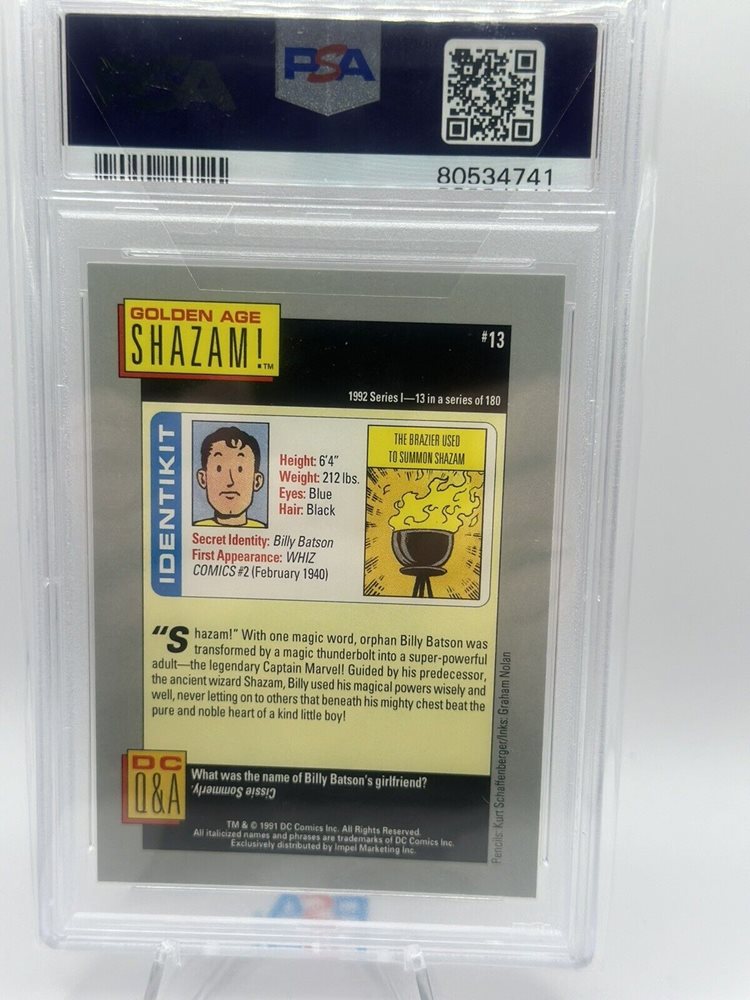 PSA
80534741
GOLDEN AGE
SHAZAM!™
#13
1992 Series I—13 in a series of 180
IDENTIKIT
Height: 6'4"
Weight: 212 lbs.
Eyes: Blue
Hair: Black
Secret Identity: Billy Batson
First Appearance: WHIZ
COMICS #2 (February 1940)
THE BRAZIER USED
TO SUMMON SHAZAM
"Shazam!" With one magic word, orphan Billy Batson was
transformed by a magic thunderbolt into a super-powerful
adult—the legendary Captain Marvel! Guided by his predecessor,
the ancient wizard Shazam, Billy used his magical powers wisely and
well, never letting on to others that beneath his mighty chest beat the
pure and noble heart of a kind little boy!
Pencils: Kurt Schaffenberger/Inks: Graham Nolan
DC
Q&A
What was the name of Billy Batson's girlfriend?
Cissie Sommerly.
TM & © 1991 DC Comics Inc. All Rights Reserved.
All italicized names and phrases are trademarks of DC Comics Inc.
Exclusively distributed by Impel Marketing Inc.
PSA